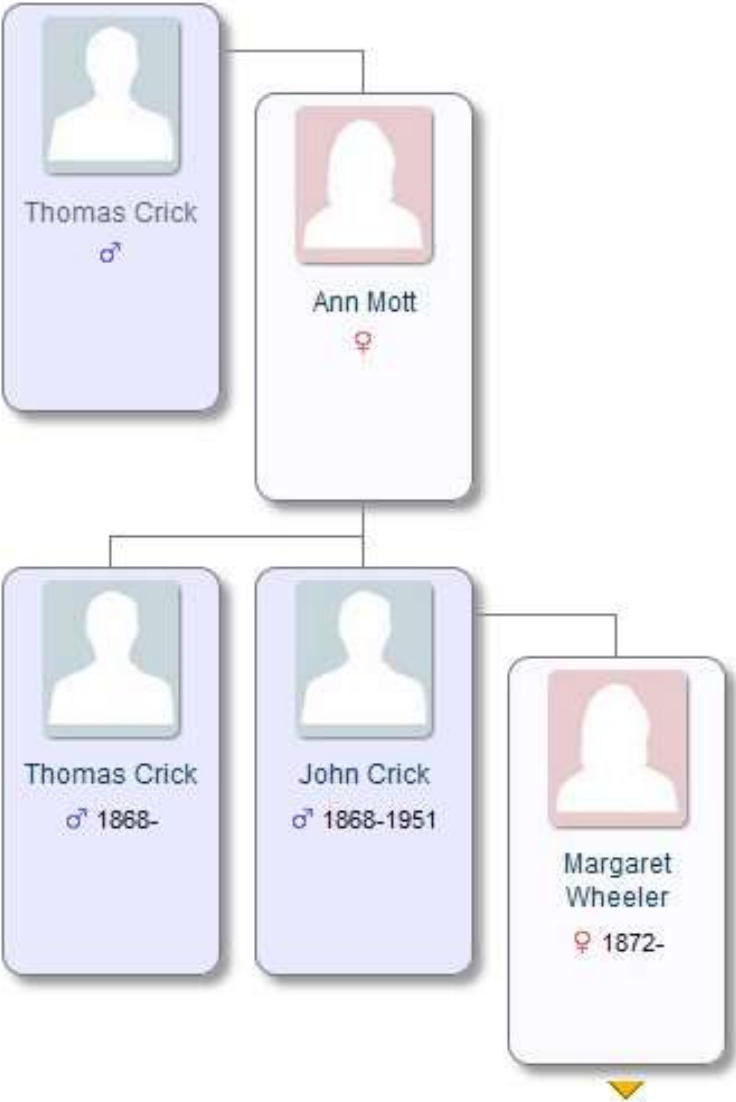 Thomas Crick
♂
Ann Mott
♀
Thomas Crick
♂ 1868-
John Crick
♂ 1868-1951
Margaret
Wheeler
♀ 1872-